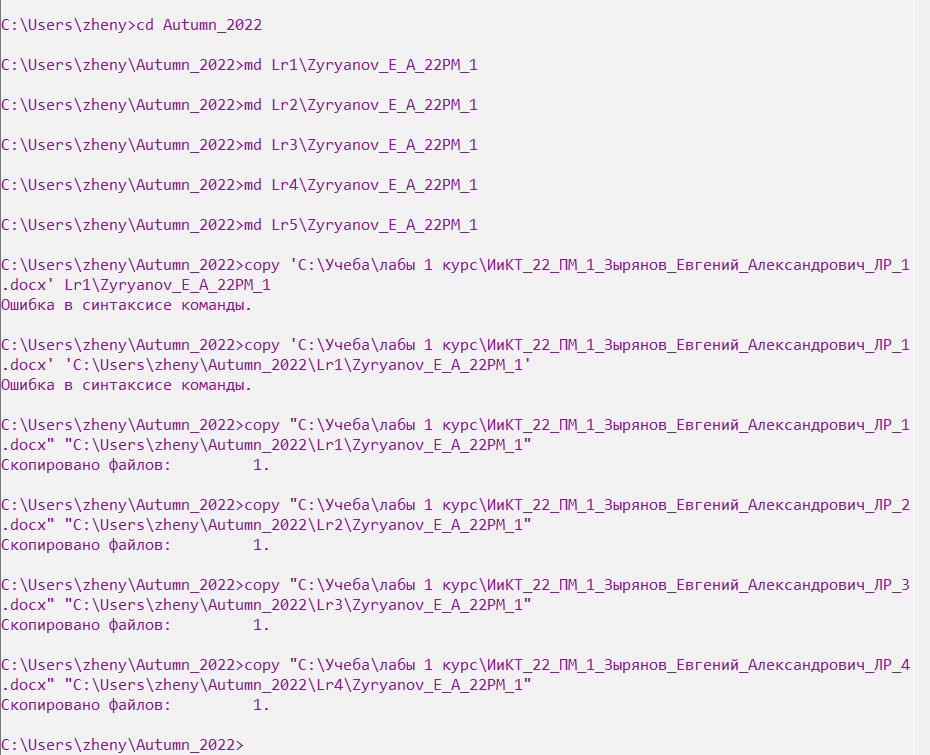 C:\Users\zheny>cd Autumn_2022
C:\Users\zheny\Autumn_2022>md Lr1\Zyryanov_E_A_22PM_1
C:\Users\zheny\Autumn_2022>md Lr2\Zyryanov_E_A_22PM_1
C:\Users\zheny\Autumn_2022>md Lr3\Zyryanov_E_A_22PM_1
C:\Users\zheny\Autumn_2022>md Lr4\Zyryanov_E_A_22PM_1
C:\Users\zheny\Autumn_2022>md Lr5\Zyryanov_E_A_22PM_1
C:\Users\zheny\Autumn_2022>copy 'C:\Учеба\лабы 1 курс\ИиКТ_22_ПМ_1_Зырянов_Евгений_Александрович_ЛР_1
.docx' Lr1\Zyryanov_E_A_22PM_1
Ошибка в синтаксисе команды.
C:\Users\zheny\Autumn_2022>copy 'C:\Учеба\лабы 1 курс\ИиКТ_22_ПМ_1_Зырянов_Евгений_Александрович_ЛР_1
.docx' 'C:\Users\zheny\Autumn_2022\Lr1\Zyryanov_E_A_22PM_1'
Ошибка в синтаксисе команды.
C:\Users\zheny\Autumn_2022>copy "C:\Учеба\лабы 1 курс\ИиКТ_22_ПМ_1_Зырянов_Евгений_Александрович_ЛР_1
.docx" "C:\Users\zheny\Autumn_2022\Lr1\Zyryanov_E_A_22PM_1"
Скопировано файлов:         1.
C:\Users\zheny\Autumn_2022>copy "C:\Учеба\лабы 1 курс\ИиКТ_22_ПМ_1_Зырянов_Евгений_Александрович_ЛР_2
.docx" "C:\Users\zheny\Autumn_2022\Lr2\Zyryanov_E_A_22PM_1"
Скопировано файлов:         1.
C:\Users\zheny\Autumn_2022>copy "C:\Учеба\лабы 1 курс\ИиКТ_22_ПМ_1_Зырянов_Евгений_Александрович_ЛР_3
.docx" "C:\Users\zheny\Autumn_2022\Lr3\Zyryanov_E_A_22PM_1"
Скопировано файлов:         1.
C:\Users\zheny\Autumn_2022>copy "C:\Учеба\лабы 1 курс\ИиКТ_22_ПМ_1_Зырянов_Евгений_Александрович_ЛР_4
.docx" "C:\Users\zheny\Autumn_2022\Lr4\Zyryanov_E_A_22PM_1"
Скопировано файлов:         1.
C:\Users\zheny\Autumn_2022>